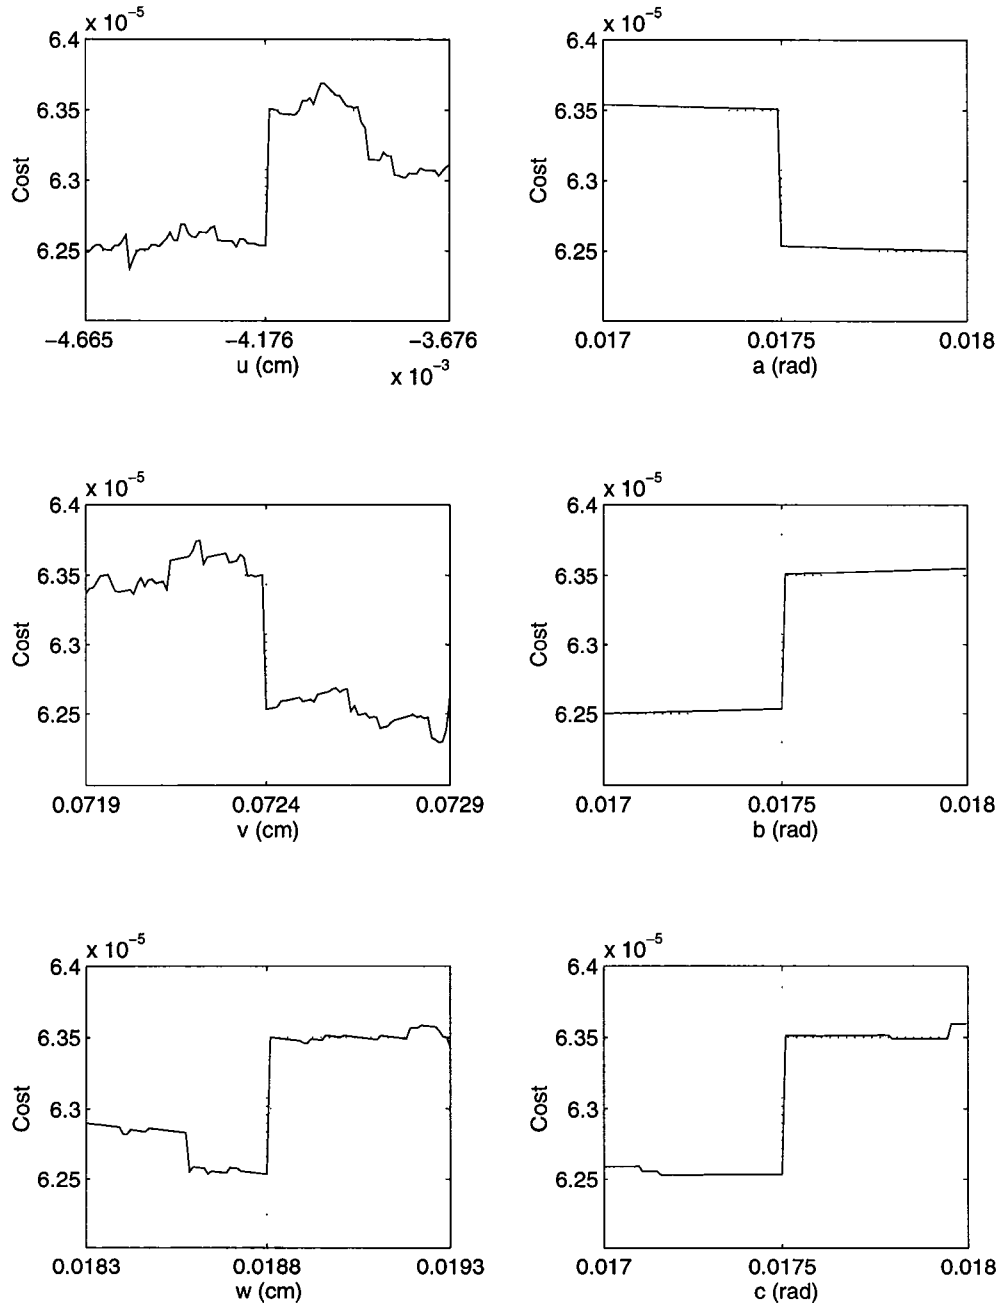 x 10−5
6.4
6.35
6.3
6.25
Cost
−4.665
−4.176
−3.676
u (cm)
x 10−3
x 10−5
6.4
6.35
6.3
6.25
Cost
0.017
0.0175
0.018
a (rad)
x 10−5
6.4
6.35
6.3
6.25
Cost
0.0719
0.0724
0.0729
v (cm)
x 10−5
6.4
6.35
6.3
6.25
Cost
0.017
0.0175
0.018
b (rad)
x 10−5
6.4
6.35
6.3
6.25
Cost
0.0183
0.0188
0.0193
w (cm)
x 10−5
6.4
6.35
6.3
6.25
Cost
0.017
0.0175
0.018
c (rad)